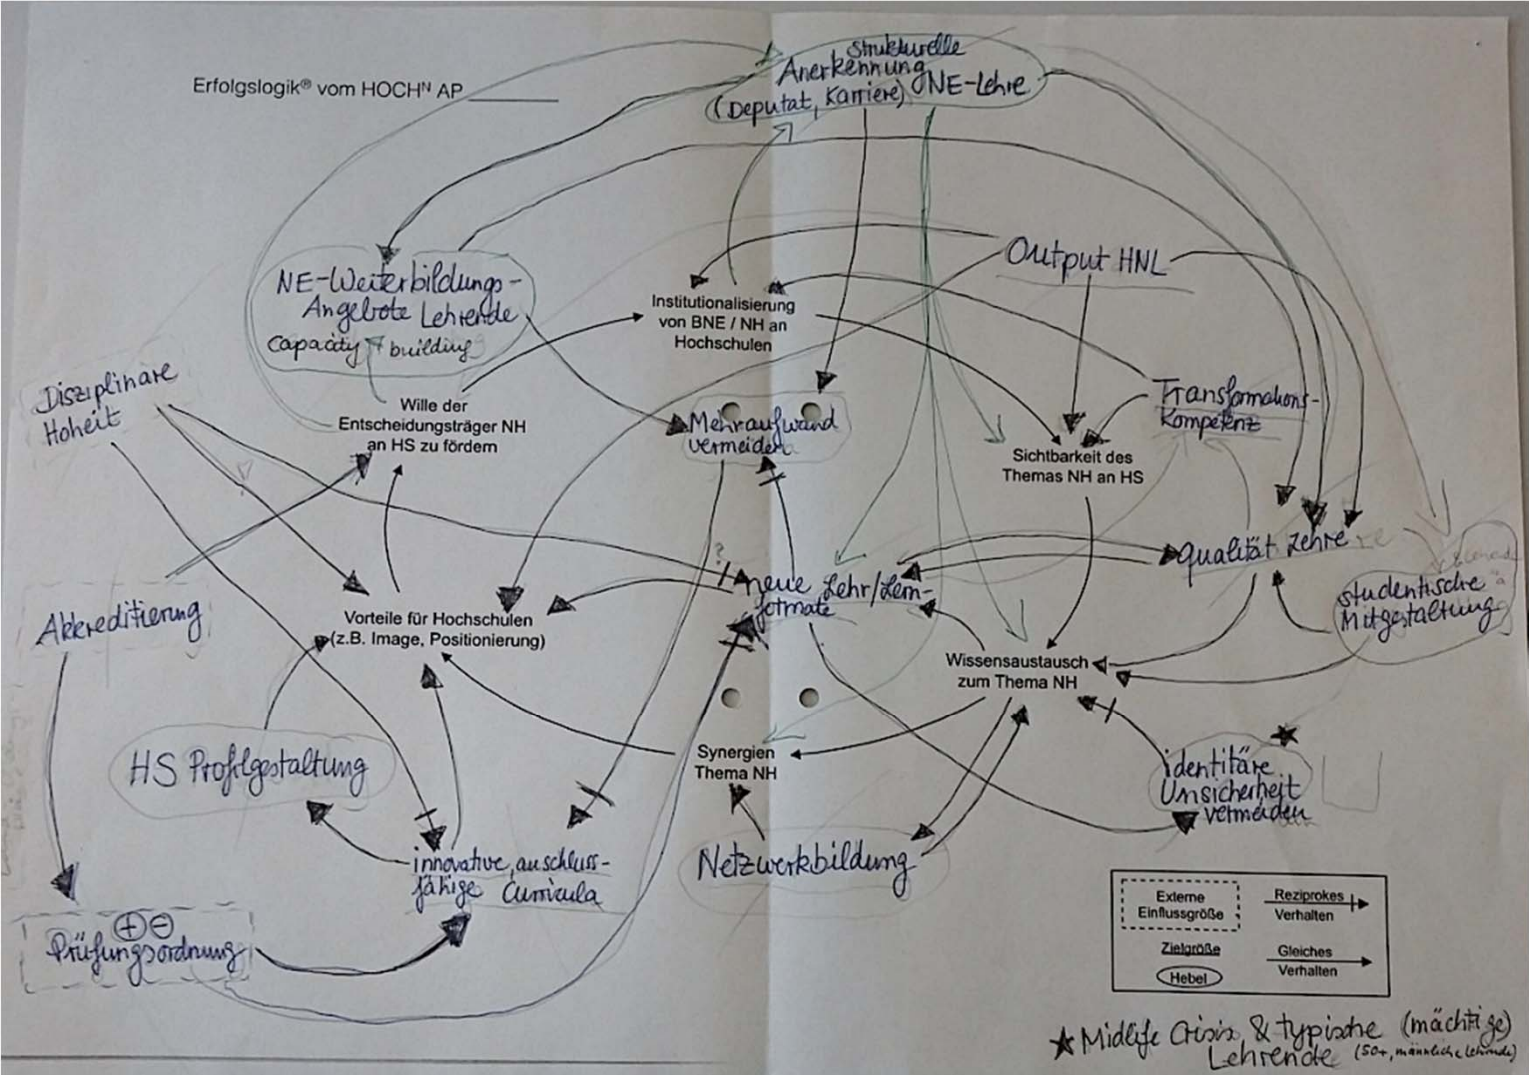 Erfolgslogik® vom HOCHᴺ AP
strukturelle
Anerkennung
NE-Lehre
(Deputat, Karriere)
NE-Weiterbildungs-
Angebote Lehrende
capacity building
Output HNL
Institutionalisierung
von BNE / NH an
Hochschulen
Disziplinäre
Hoheit
Wille der
Entscheidungsträger NH
an HS zu fördern
Mehraufwand
vermeiden
Transformations-
Kompetenz
Sichtbarkeit des
Themas NH an HS
?
Qualität Lehre
neue Lehr/Lern-
formate
studentische
Mitgestaltung
Akkreditierung
Vorteile für Hochschulen
(z.B. Image, Positionierung)
Wissensaustausch
zum Thema NH
HS Profilgestaltung
Synergien
Thema NH
identitäre
Unsicherheit
vermeiden
innovative, anschluss-
fähige Curricula
Netzwerkbildung
+ −
Prüfungsordnung
Externe
Einflussgröße
Reziprokes
Verhalten
Zielgröße
Hebel
Gleiches
Verhalten
★ Midlife Crisis & typische (mächtige)
Lehrende (50+, männliche Lehrende)